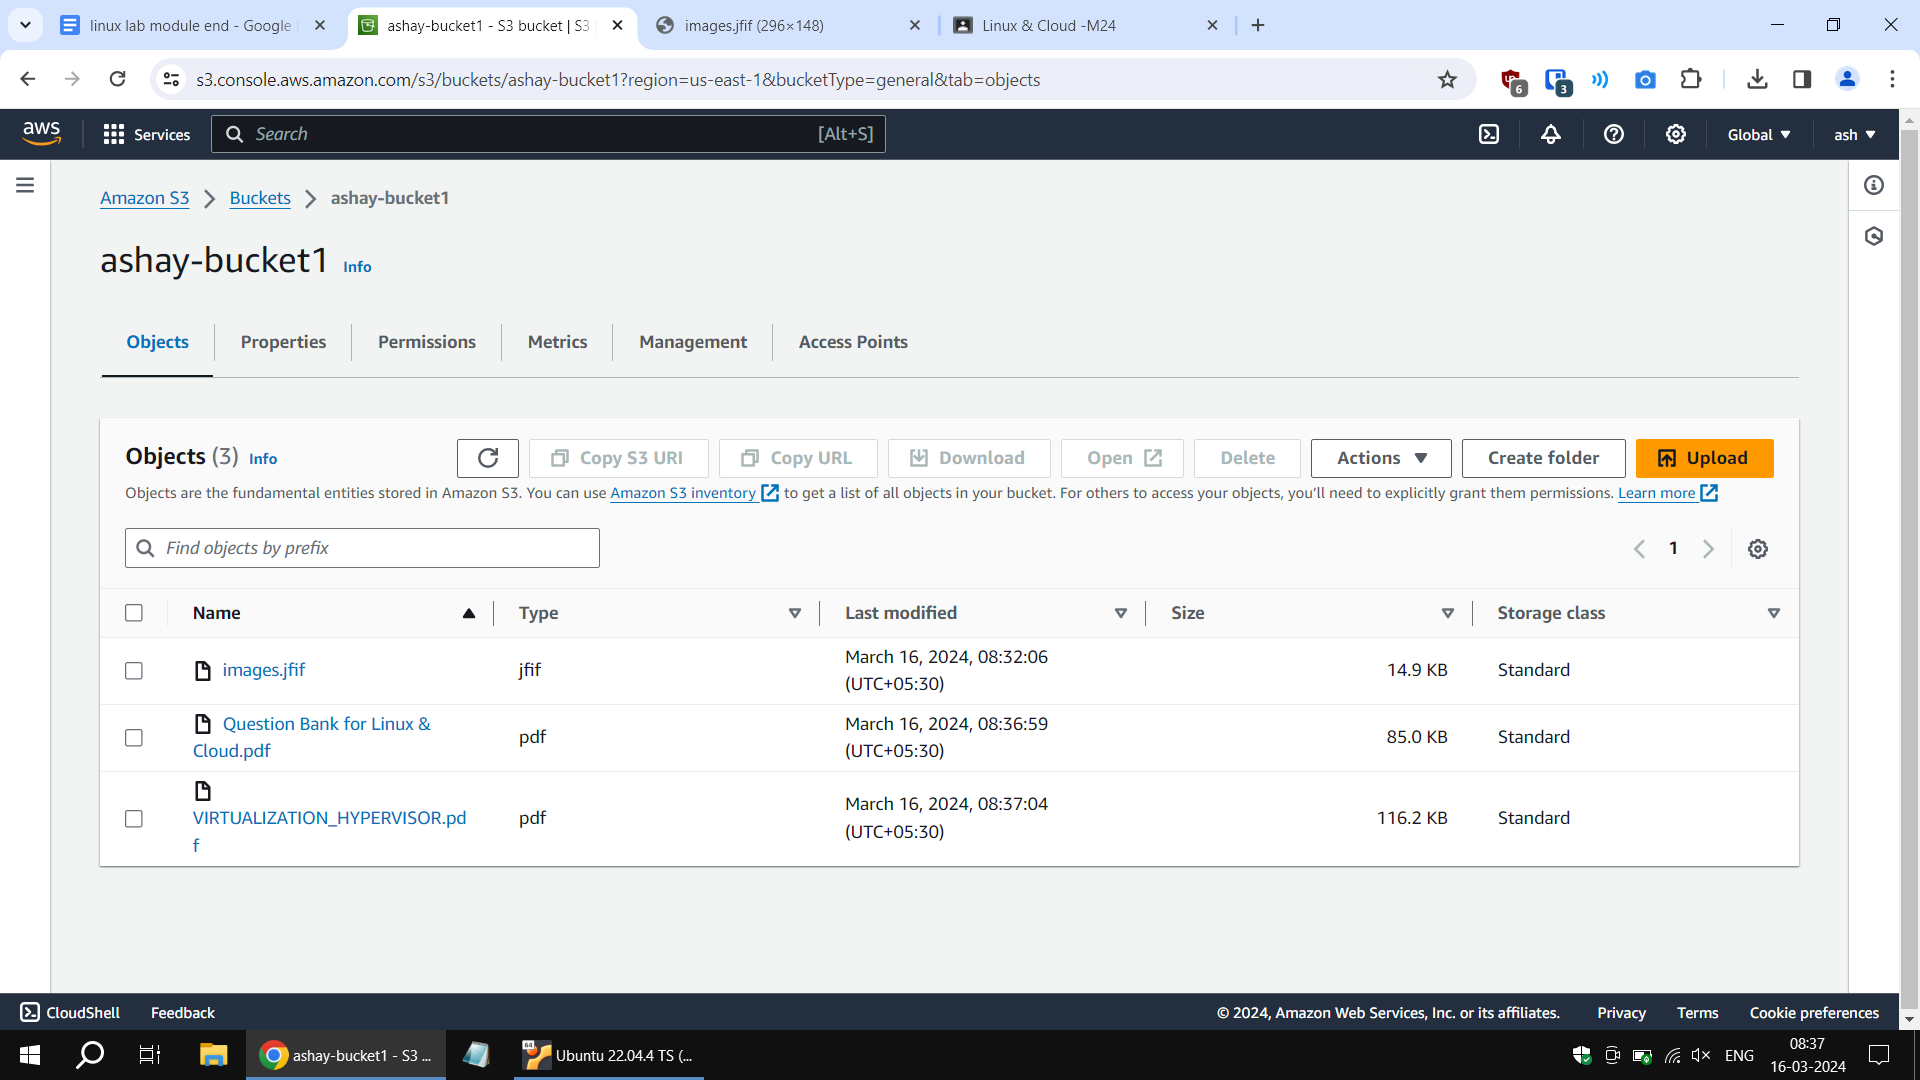 linux lab module end - Google
ashay-bucket1 - S3 bucket | S3
images.jfif (296×148)
Linux & Cloud -M24
s3.console.aws.amazon.com/s3/buckets/ashay-bucket1?region=us-east-1&bucketType=general&tab=objects
6
3
aws
Services
Search
[Alt+S]
Global
ash
Amazon S3
Buckets
ashay-bucket1
ashay-bucket1 Info
Objects
Properties
Permissions
Metrics
Management
Access Points
Objects (3) Info
Copy S3 URI
Copy URL
Download
Open
Delete
Actions
Create folder
Upload
Objects are the fundamental entities stored in Amazon S3. You can use Amazon S3 inventory to get a list of all objects in your bucket. For others to access your objects, you'll need to explicitly grant them permissions. Learn more
Find objects by prefix
1
Name
Type
Last modified
Size
Storage class
images.jfif
jfif
March 16, 2024, 08:32:06
(UTC+05:30)
14.9 KB
Standard
Question Bank for Linux &
Cloud.pdf
pdf
March 16, 2024, 08:36:59
(UTC+05:30)
85.0 KB
Standard
VIRTUALIZATION_HYPERVISOR.pd
f
pdf
March 16, 2024, 08:37:04
(UTC+05:30)
116.2 KB
Standard
CloudShell
Feedback
© 2024, Amazon Web Services, Inc. or its affiliates.
Privacy
Terms
Cookie preferences
ashay-bucket1 - S3 ...
64
Ubuntu 22.04.4 TS (...
ENG
08:37
16-03-2024